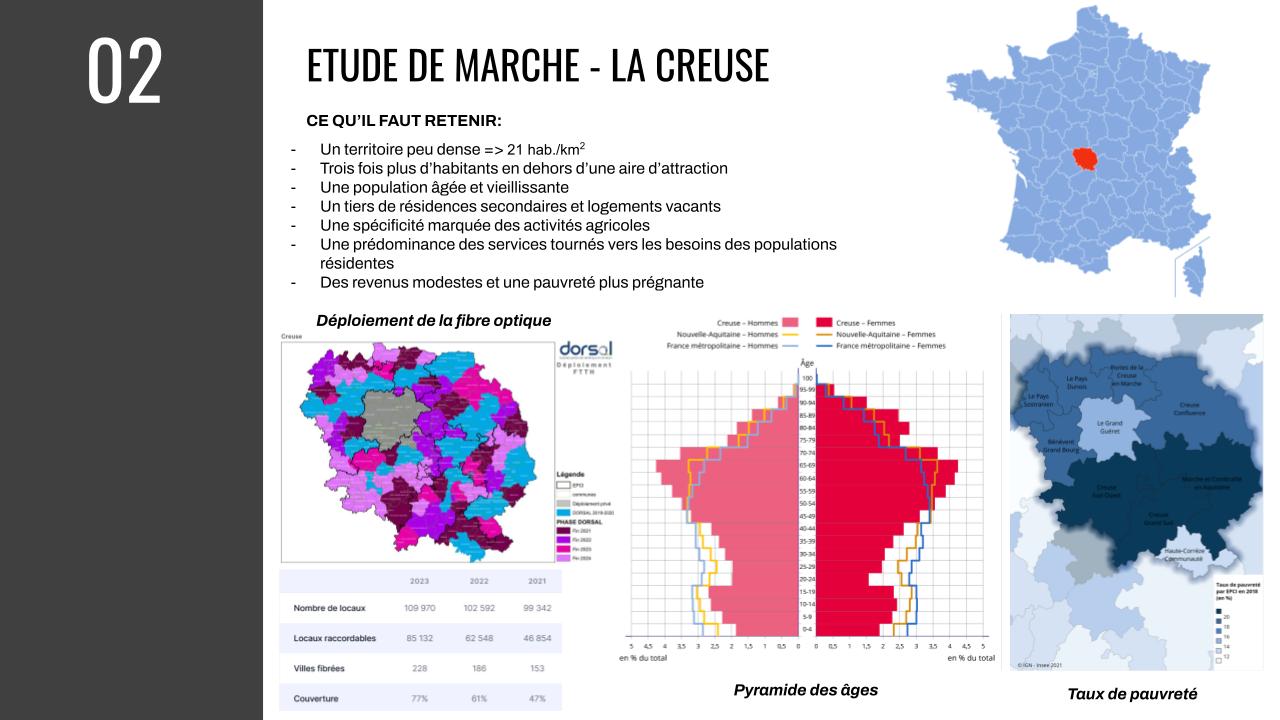 02
ETUDE DE MARCHE - LA CREUSE
CE QU'IL FAUT RETENIR:
- Un territoire peu dense => 21 hab./km²
- Trois fois plus d'habitants en dehors d'une aire d'attraction
- Une population âgée et vieillissante
- Un tiers de résidences secondaires et logements vacants
- Une spécificité marquée des activités agricoles
- Une prédominance des services tournés vers les besoins des populations
résidentes
- Des revenus modestes et une pauvreté plus prégnante
Déploiement de la fibre optique
Creuse
dorsal
Déploiement
FTTH
Légende
EPCI
communes
Déploiement privé
DORSAL 2019-2020
PHASE DORSAL
Fin 2021
Fin 2022
Fin 2023
Fin 2024
2023 2022 2021
Nombre de locaux 109 970 102 592 99 342
Locaux raccordables 85 132 62 548 46 854
Villes fibrées 228 186 153
Couverture 77% 61% 47%
Creuse – Hommes Creuse – Femmes
Nouvelle-Aquitaine – Hommes Nouvelle-Aquitaine – Femmes
France métropolitaine – Hommes France métropolitaine – Femmes
Âge
100
95-99
90-94
85-89
80-84
75-79
70-74
65-69
60-64
55-59
50-54
45-49
40-44
35-39
30-34
25-29
20-24
15-19
10-14
5-9
0-4
5 4,5 4 3,5 3 2,5 2 1,5 1 0,5 0 0 0,5 1 1,5 2 2,5 3 3,5 4 4,5 5
en % du total en % du total
Pyramide des âges
Le Pays
Dunois
Portes de la
Creuse
en Marche
Le Pays
Sostranien
Creuse
Confluence
Le Grand
Guéret
Bénévent
Grand Bourg
Creuse
Sud Ouest
Marche et Combraille
en Aquitaine
Creuse
Grand Sud
Haute-Corrèze
Communauté
Taux de pauvreté
par EPCI en 2018
(en %)
20
18
16
14
12
© IGN - Insee 2021
Taux de pauvreté